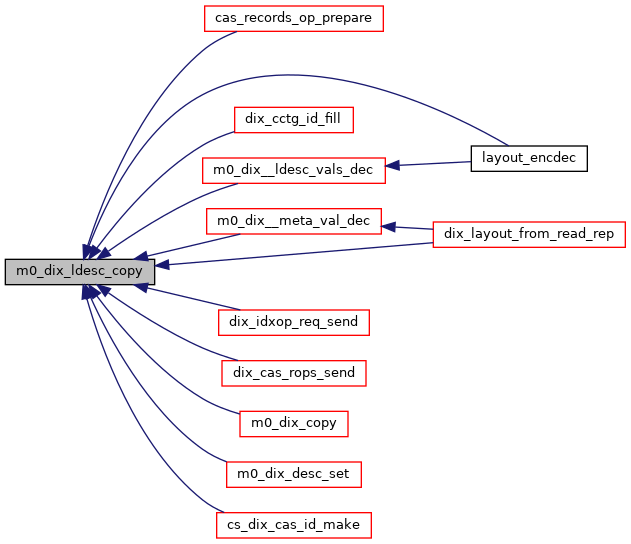 cas_records_op_prepare
dix_cctg_id_fill
layout_encdec
m0_dix__ldesc_vals_dec
m0_dix__meta_val_dec
dix_layout_from_read_rep
m0_dix_ldesc_copy
dix_idxop_req_send
dix_cas_rops_send
m0_dix_copy
m0_dix_desc_set
cs_dix_cas_id_make